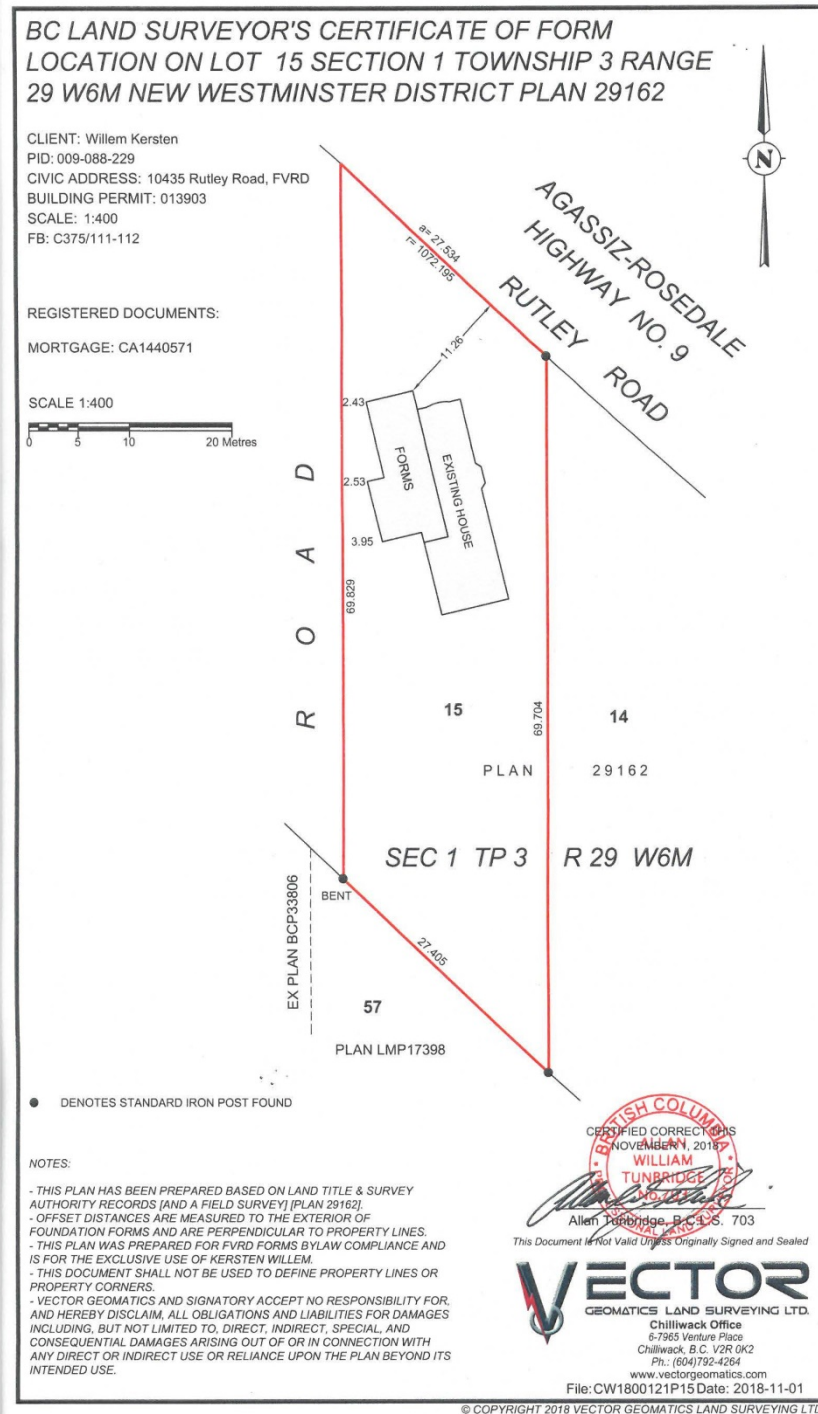 BC LAND SURVEYOR'S CERTIFICATE OF FORM
LOCATION ON LOT 15 SECTION 1 TOWNSHIP 3 RANGE
29 W6M NEW WESTMINSTER DISTRICT PLAN 29162
CLIENT: Willem Kersten
PID: 009-088-229
CIVIC ADDRESS: 10435 Rutley Road, FVRD
BUILDING PERMIT: 013903
SCALE: 1:400
FB: C375/111-112
REGISTERED DOCUMENTS:
MORTGAGE: CA1440571
SCALE 1:400
0 5 10 20 Metres
N
AGASSIZ-ROSEDALE
HIGHWAY NO. 9
RUTLEY ROAD
a= 27.534
r= 1072.195
11.26
2.43
2.53
3.95
FORMS
EXISTING HOUSE
ROAD
69.829
69.704
15
14
PLAN 29162
SEC 1 TP 3 R 29 W6M
BENT
27.405
EX PLAN BCP33806
57
PLAN LMP17398
DENOTES STANDARD IRON POST FOUND
NOTES:
- THIS PLAN HAS BEEN PREPARED BASED ON LAND TITLE & SURVEY
AUTHORITY RECORDS [AND A FIELD SURVEY] [PLAN 29162].
- OFFSET DISTANCES ARE MEASURED TO THE EXTERIOR OF
FOUNDATION FORMS AND ARE PERPENDICULAR TO PROPERTY LINES.
- THIS PLAN WAS PREPARED FOR FVRD FORMS BYLAW COMPLIANCE AND
IS FOR THE EXCLUSIVE USE OF KERSTEN WILLEM.
- THIS DOCUMENT SHALL NOT BE USED TO DEFINE PROPERTY LINES OR
PROPERTY CORNERS.
- VECTOR GEOMATICS AND SIGNATORY ACCEPT NO RESPONSIBILITY FOR,
AND HEREBY DISCLAIM, ALL OBLIGATIONS AND LIABILITIES FOR DAMAGES
INCLUDING, BUT NOT LIMITED TO, DIRECT, INDIRECT, SPECIAL, AND
CONSEQUENTIAL DAMAGES ARISING OUT OF OR IN CONNECTION WITH
ANY DIRECT OR INDIRECT USE OR RELIANCE UPON THE PLAN BEYOND ITS
INTENDED USE.
CERTIFIED CORRECT THIS
NOVEMBER 1, 2018
BRITISH COLUMBIA
ALLAN
WILLIAM
TUNBRIDGE
No. 703
LAND SURVEYOR
Allan Tunbridge, B.C.L.S. 703
This Document Is Not Valid Unless Originally Signed and Sealed
VECTOR
GEOMATICS LAND SURVEYING LTD.
Chilliwack Office
6-7965 Venture Place
Chilliwack, B.C. V2R 0K2
Ph.: (604)792-4264
www.vectorgeomatics.com
File: CW1800121P15 Date: 2018-11-01
© COPYRIGHT 2018 VECTOR GEOMATICS LAND SURVEYING LTD